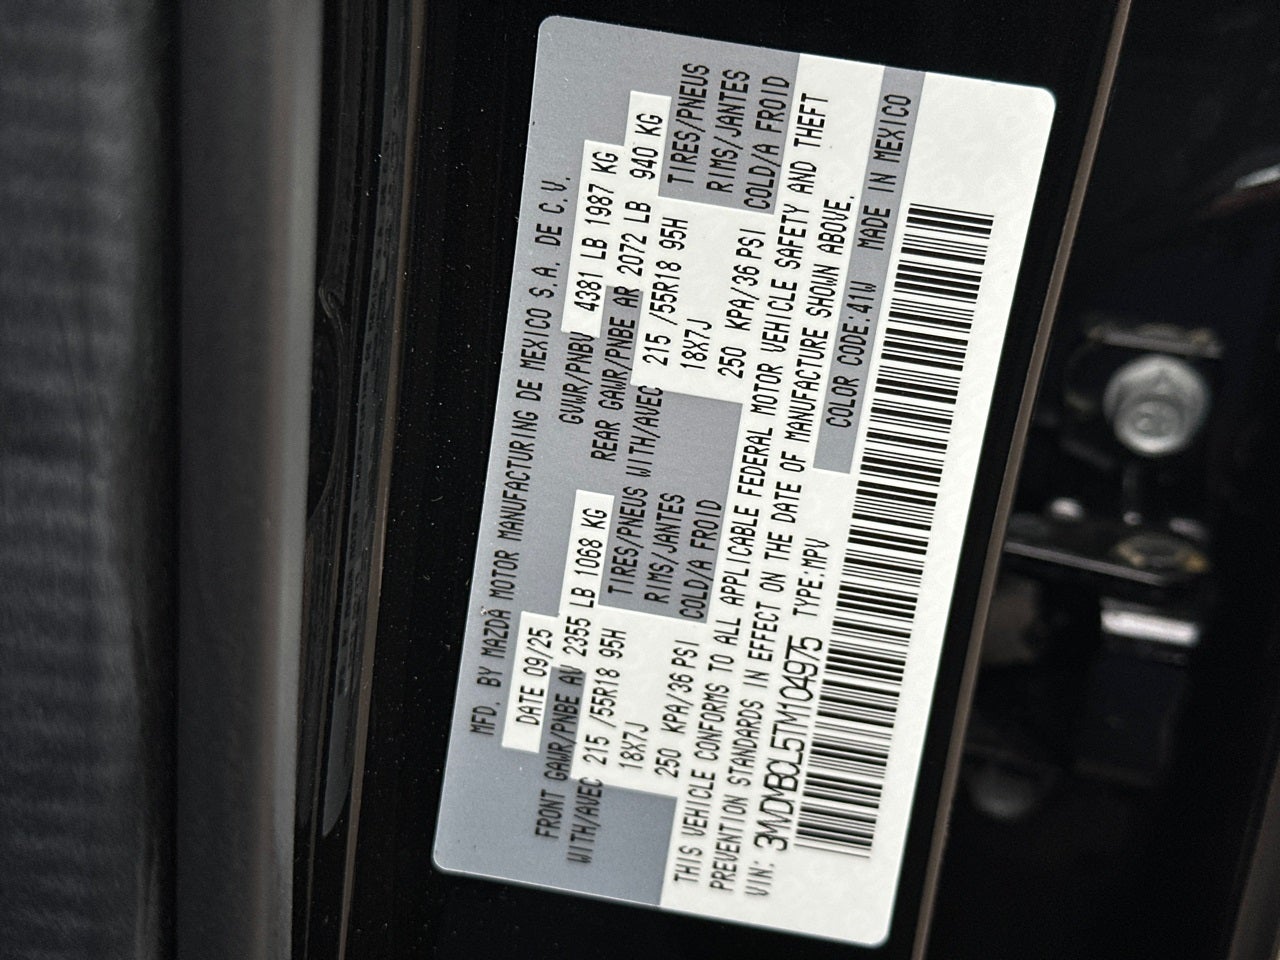 MFD. BY MAZDA MOTOR MANUFACTURING DE MEXICO S.A. DE C.V.
DATE 09/25 GVWR/PNBV 4381 LB 1987 KG
FRONT GAWR/PNBE AV 2355 LB 1068 KG REAR GAWR/PNBE AR 2072 LB 940 KG
WITH/AVEC 215 /55R18 95H TIRES/PNEUS WITH/AVEC 215 /55R18 95H TIRES/PNEUS
18X7J RIMS/JANTES 18X7J RIMS/JANTES
250 KPA/36 PSI COLD/A FROID 250 KPA/36 PSI COLD/A FROID
THIS VEHICLE CONFORMS TO ALL APPLICABLE FEDERAL MOTOR VEHICLE SAFETY AND THEFT
PREVENTION STANDARDS IN EFFECT ON THE DATE OF MANUFACTURE SHOWN ABOVE.
VIN: 3MVDMBCL5TM104975 TYPE:MPV COLOR CODE:41W MADE IN MEXICO